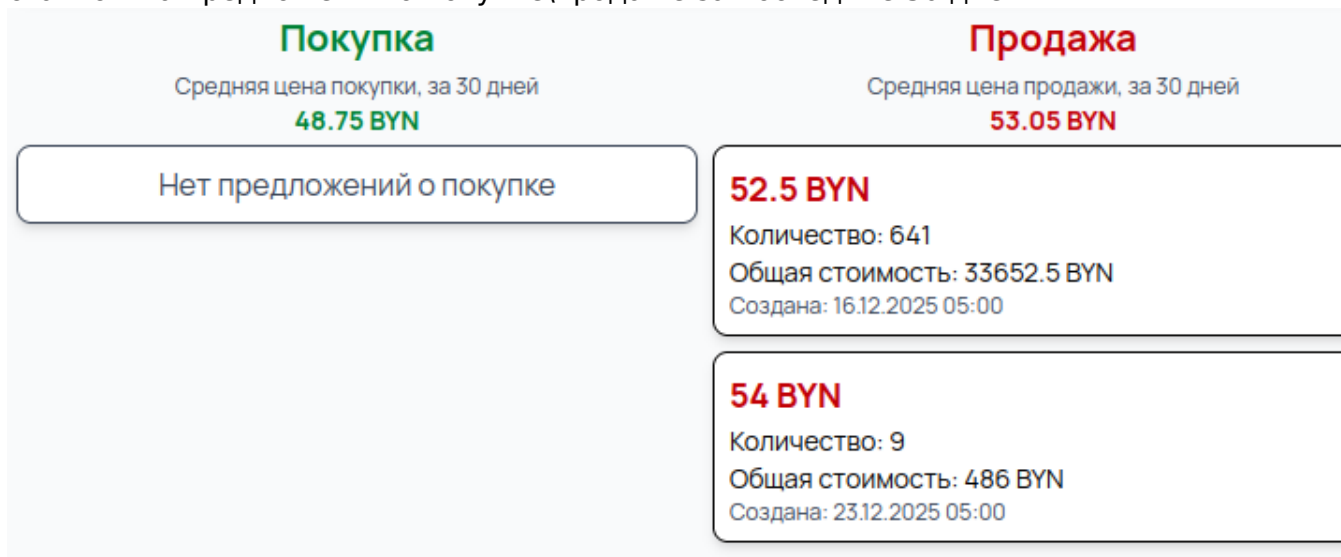 Покупка
Средняя цена покупки, за 30 дней
48.75 BYN
Нет предложений о покупке
Продажа
Средняя цена продажи, за 30 дней
53.05 BYN
52.5 BYN
Количество: 641
Общая стоимость: 33652.5 BYN
Создана: 16.12.2025 05:00
54 BYN
Количество: 9
Общая стоимость: 486 BYN
Создана: 23.12.2025 05:00